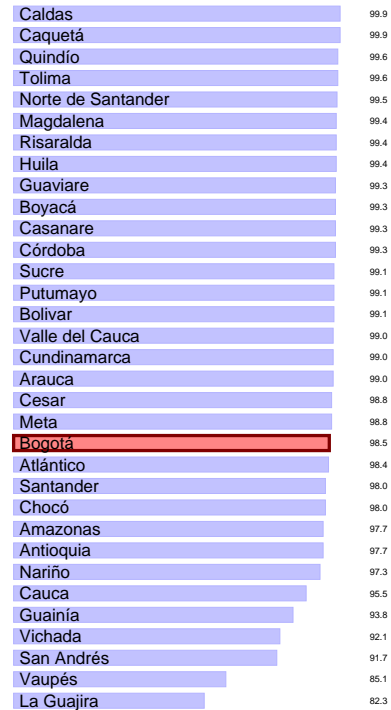 Caldas 99.9
Caquetá 99.9
Quindío 99.6
Tolima 99.6
Norte de Santander 99.5
Magdalena 99.4
Risaralda 99.4
Huila 99.4
Guaviare 99.3
Boyacá 99.3
Casanare 99.3
Córdoba 99.3
Sucre 99.1
Putumayo 99.1
Bolivar 99.1
Valle del Cauca 99.0
Cundinamarca 99.0
Arauca 99.0
Cesar 98.8
Meta 98.8
Bogotá 98.5
Atlántico 98.4
Santander 98.0
Chocó 98.0
Amazonas 97.7
Antioquia 97.7
Nariño 97.3
Cauca 95.5
Guainía 93.8
Vichada 92.1
San Andrés 91.7
Vaupés 85.1
La Guajira 82.3